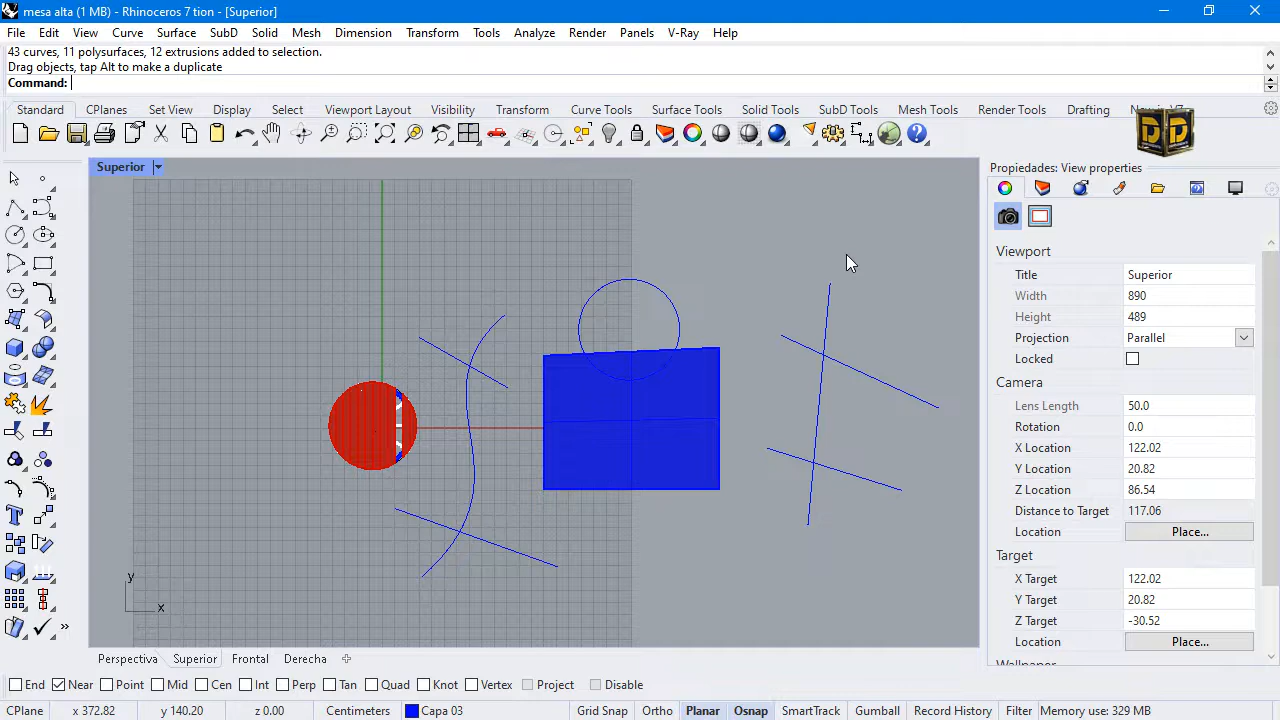 mesa alta (1 MB) - Rhinoceros 7 tion - [Superior]
File Edit View Curve Surface SubD Solid Mesh Dimension Transform Tools Analyze Render Panels V-Ray Help
43 curves, 11 polysurfaces, 12 extrusions added to selection.
Drag objects, tap Alt to make a duplicate
Command:
Standard CPlanes Set View Display Select Viewport Layout Visibility Transform Curve Tools Surface Tools Solid Tools SubD Tools Mesh Tools Render Tools Drafting
Superior
Propiedades: View properties
Viewport
Title Superior
Width 890
Height 489
Projection Parallel
Locked
Camera
Lens Length 50.0
Rotation 0.0
X Location 122.02
Y Location 20.82
Z Location 86.54
Distance to Target 117.06
Location Place...
Target
X Target 122.02
Y Target 20.82
Z Target -30.52
Location Place...
Wallpaper
y
x
Perspectiva Superior Frontal Derecha
End Near Point Mid Cen Int Perp Tan Quad Knot Vertex Project Disable
CPlane x 372.82 y 140.20 z 0.00 Centimeters Capa 03 Grid Snap Ortho Planar Osnap SmartTrack Gumball Record History Filter Memory use: 329 MB